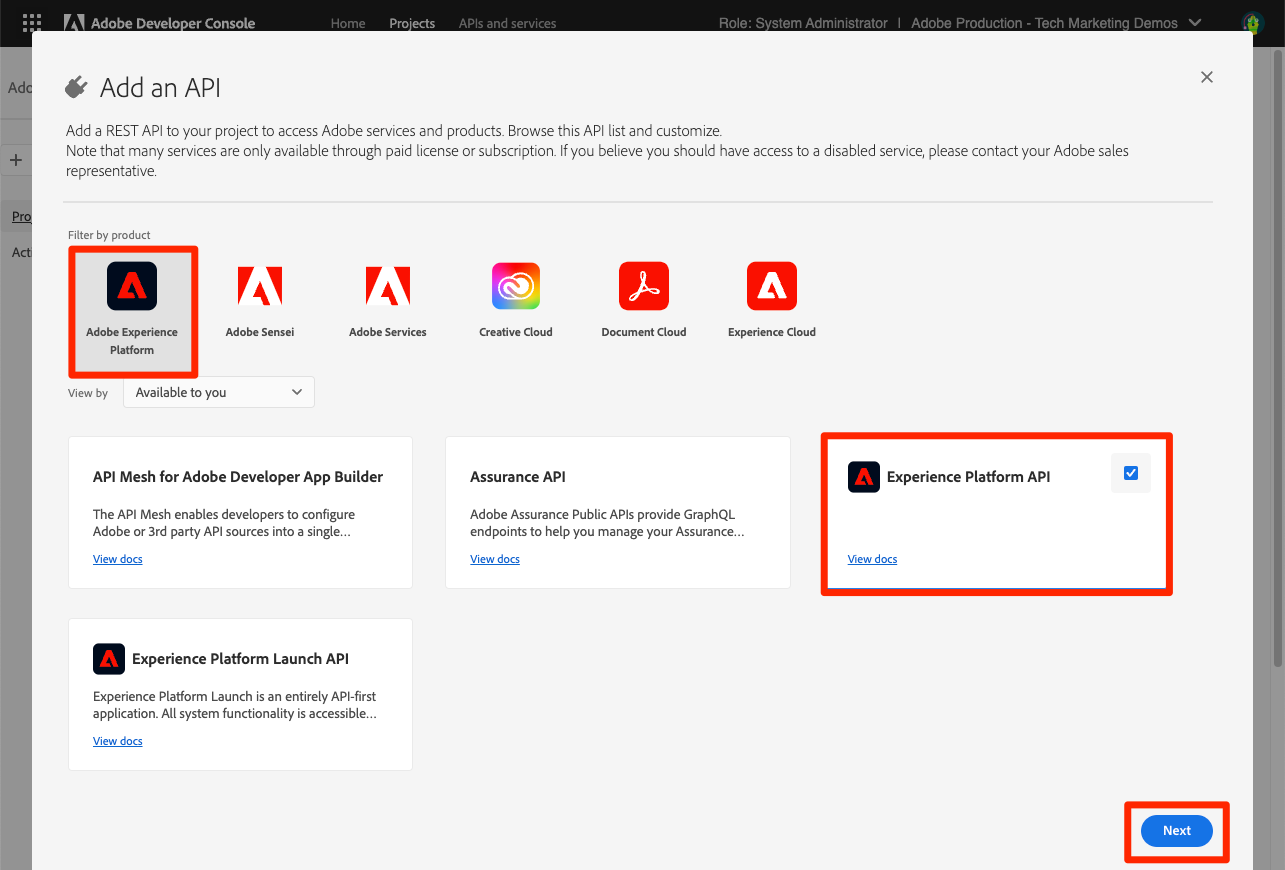 Adobe Developer Console
Home
Projects
APIs and services
Role: System Administrator
Adobe Production - Tech Marketing Demos
Ado
Pro
Acti
Add an API
Add a REST API to your project to access Adobe services and products. Browse this API list and customize.
Note that many services are only available through paid license or subscription. If you believe you should have access to a disabled service, please contact your Adobe sales
representative.
Filter by product
Adobe Experience
Platform
Adobe Sensei
Adobe Services
Creative Cloud
Document Cloud
Experience Cloud
View by
Available to you
API Mesh for Adobe Developer App Builder
The API Mesh enables developers to configure
Adobe or 3rd party API sources into a single…
View docs
Assurance API
Adobe Assurance Public APIs provide GraphQL
endpoints to help you manage your Assurance…
View docs
Experience Platform API
View docs
Experience Platform Launch API
Experience Platform Launch is an entirely API-first
application. All system functionality is accessible…
View docs
Next